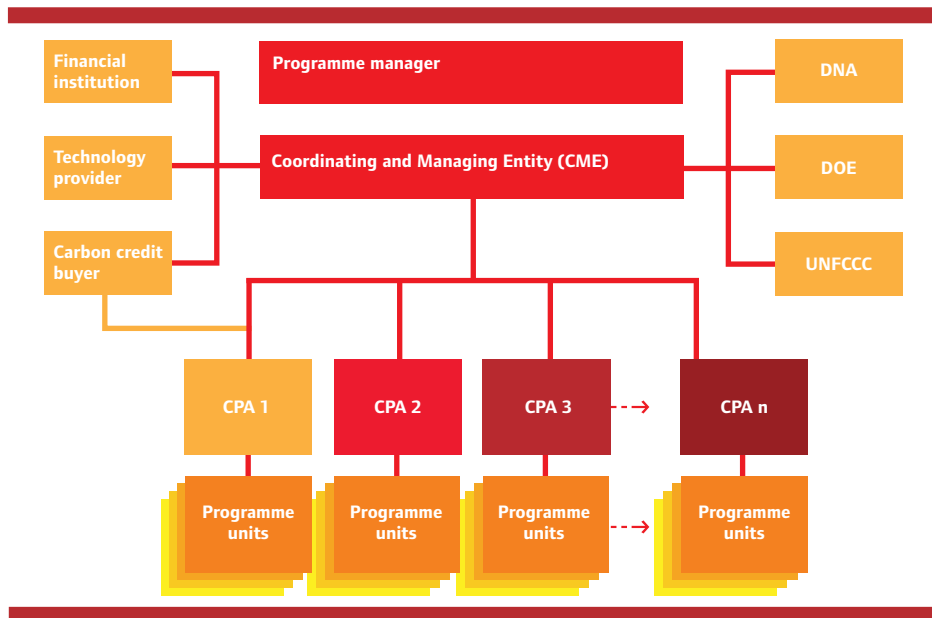 Financial
institution
Programme manager
DNA
Technology
provider
Coordinating and Managing Entity (CME)
DOE
Carbon credit
buyer
UNFCCC
CPA 1
CPA 2
CPA 3
CPA n
Programme
units
Programme
units
Programme
units
Programme
units